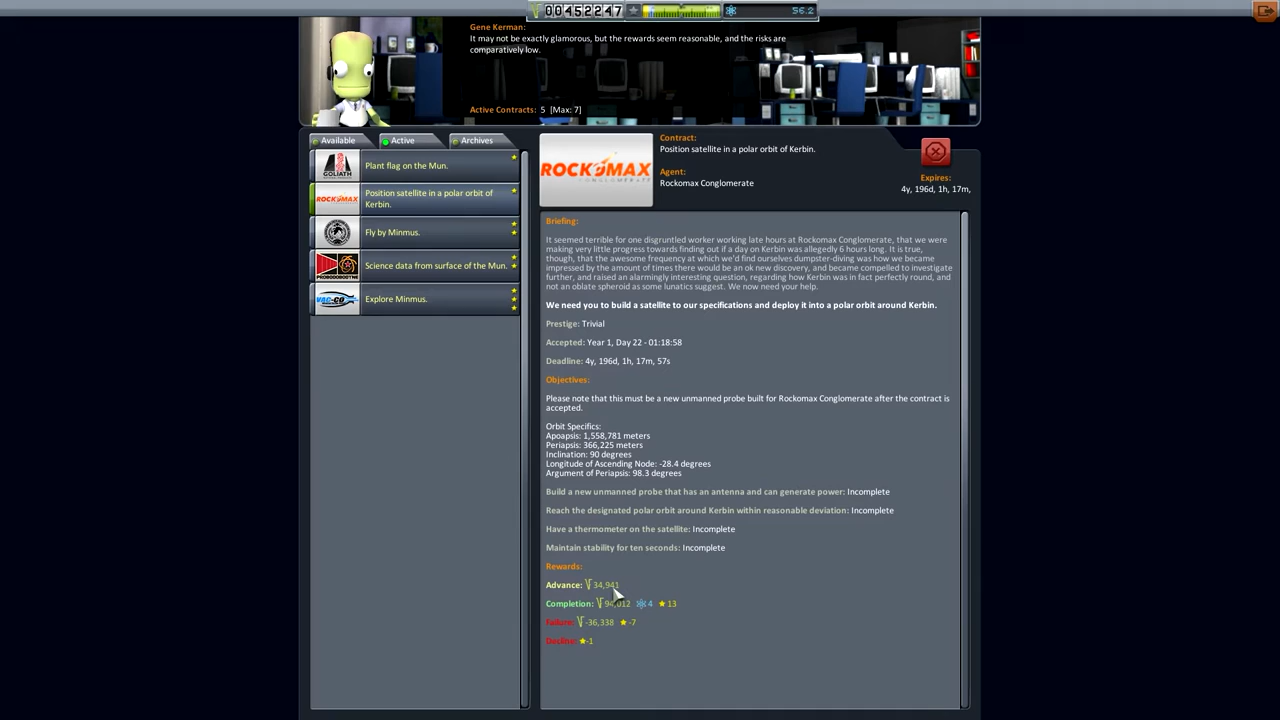 00452247
56.2
Gene Kerman:
It may not be exactly glamorous, but the rewards seem reasonable, and the risks are
comparatively low.
Active Contracts: 5 [Max: 7]
Available
Active
Archives
GOLIATH
Plant flag on the Mun.
ROCKOMAX
Position satellite in a polar orbit of
Kerbin.
Fly by Minmus.
Science data from surface of the Mun.
VAC-CO
Explore Minmus.
ROCKOMAX
CONGLOMERATE
Contract:
Position satellite in a polar orbit of Kerbin.
Agent:
Rockomax Conglomerate
Expires:
4y, 196d, 1h, 17m,
Briefing:
It seemed terrible for one disgruntled worker working late hours at Rockomax Conglomerate, that we were
making very little progress towards finding out if a day on Kerbin was allegedly 6 hours long. It is true,
though, that the awesome frequency at which we'd find ourselves dumpster-diving was how we became
impressed by the amount of times there would be an ok new discovery, and became compelled to investigate
further, and raised an alarmingly interesting question, regarding how Kerbin was in fact perfectly round, and
not an oblate spheroid as some lunatics suggest. We now need your help.
We need you to build a satellite to our specifications and deploy it into a polar orbit around Kerbin.
Prestige: Trivial
Accepted: Year 1, Day 22 - 01:18:58
Deadline: 4y, 196d, 1h, 17m, 57s
Objectives:
Please note that this must be a new unmanned probe built for Rockomax Conglomerate after the contract is
accepted.
Orbit Specifics:
Apoapsis: 1,558,781 meters
Periapsis: 366,225 meters
Inclination: 90 degrees
Longitude of Ascending Node: -28.4 degrees
Argument of Periapsis: 98.3 degrees
Build a new unmanned probe that has an antenna and can generate power: Incomplete
Reach the designated polar orbit around Kerbin within reasonable deviation: Incomplete
Have a thermometer on the satellite: Incomplete
Maintain stability for ten seconds: Incomplete
Rewards:
Advance: 34,941
Completion: 94,012 4 13
Failure: -36,338 -7
Decline: -1